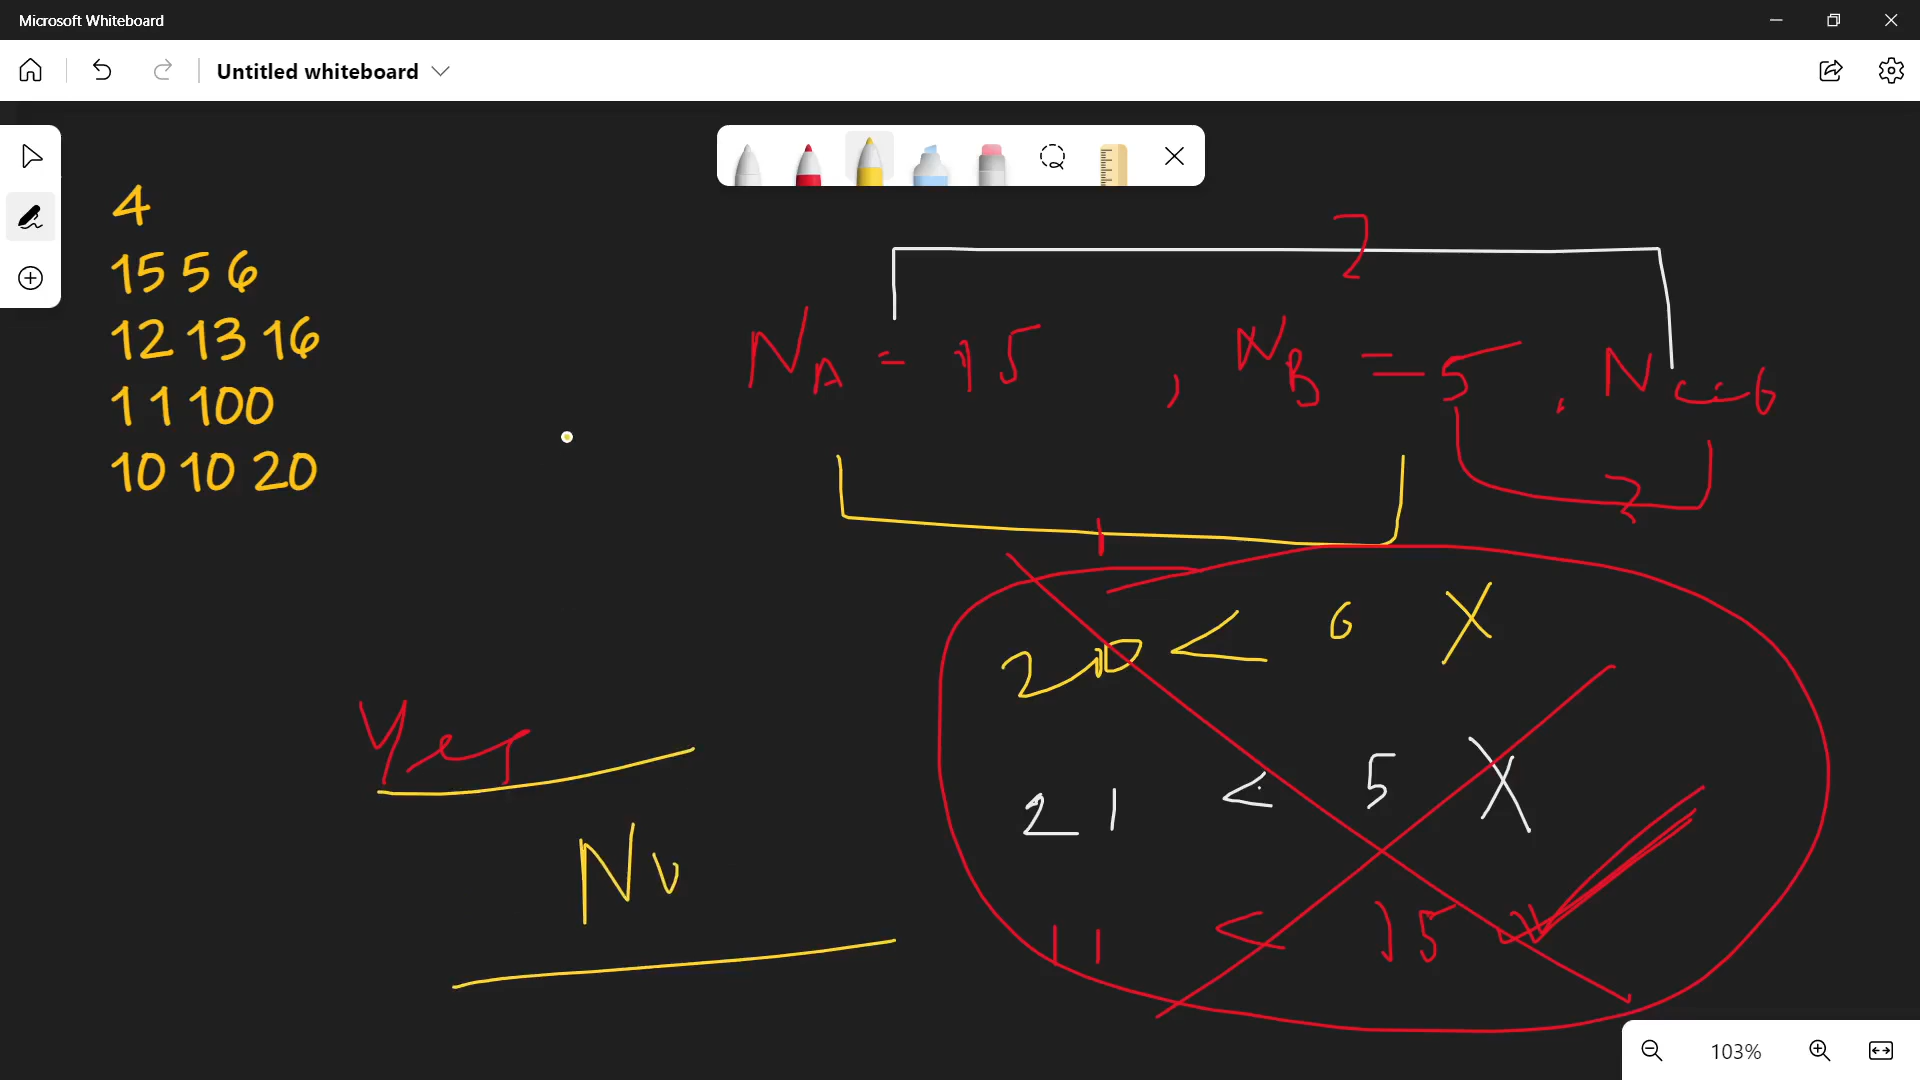 Microsoft Whiteboard
Untitled whiteboard
4
15 5 6
12 13 16
1 1 100
10 10 20
2
NA = 15 , NB = 5 , NC = 6
2
1
20 < 6 X
21 < 5 X
11 < 15
Yes
No
103%